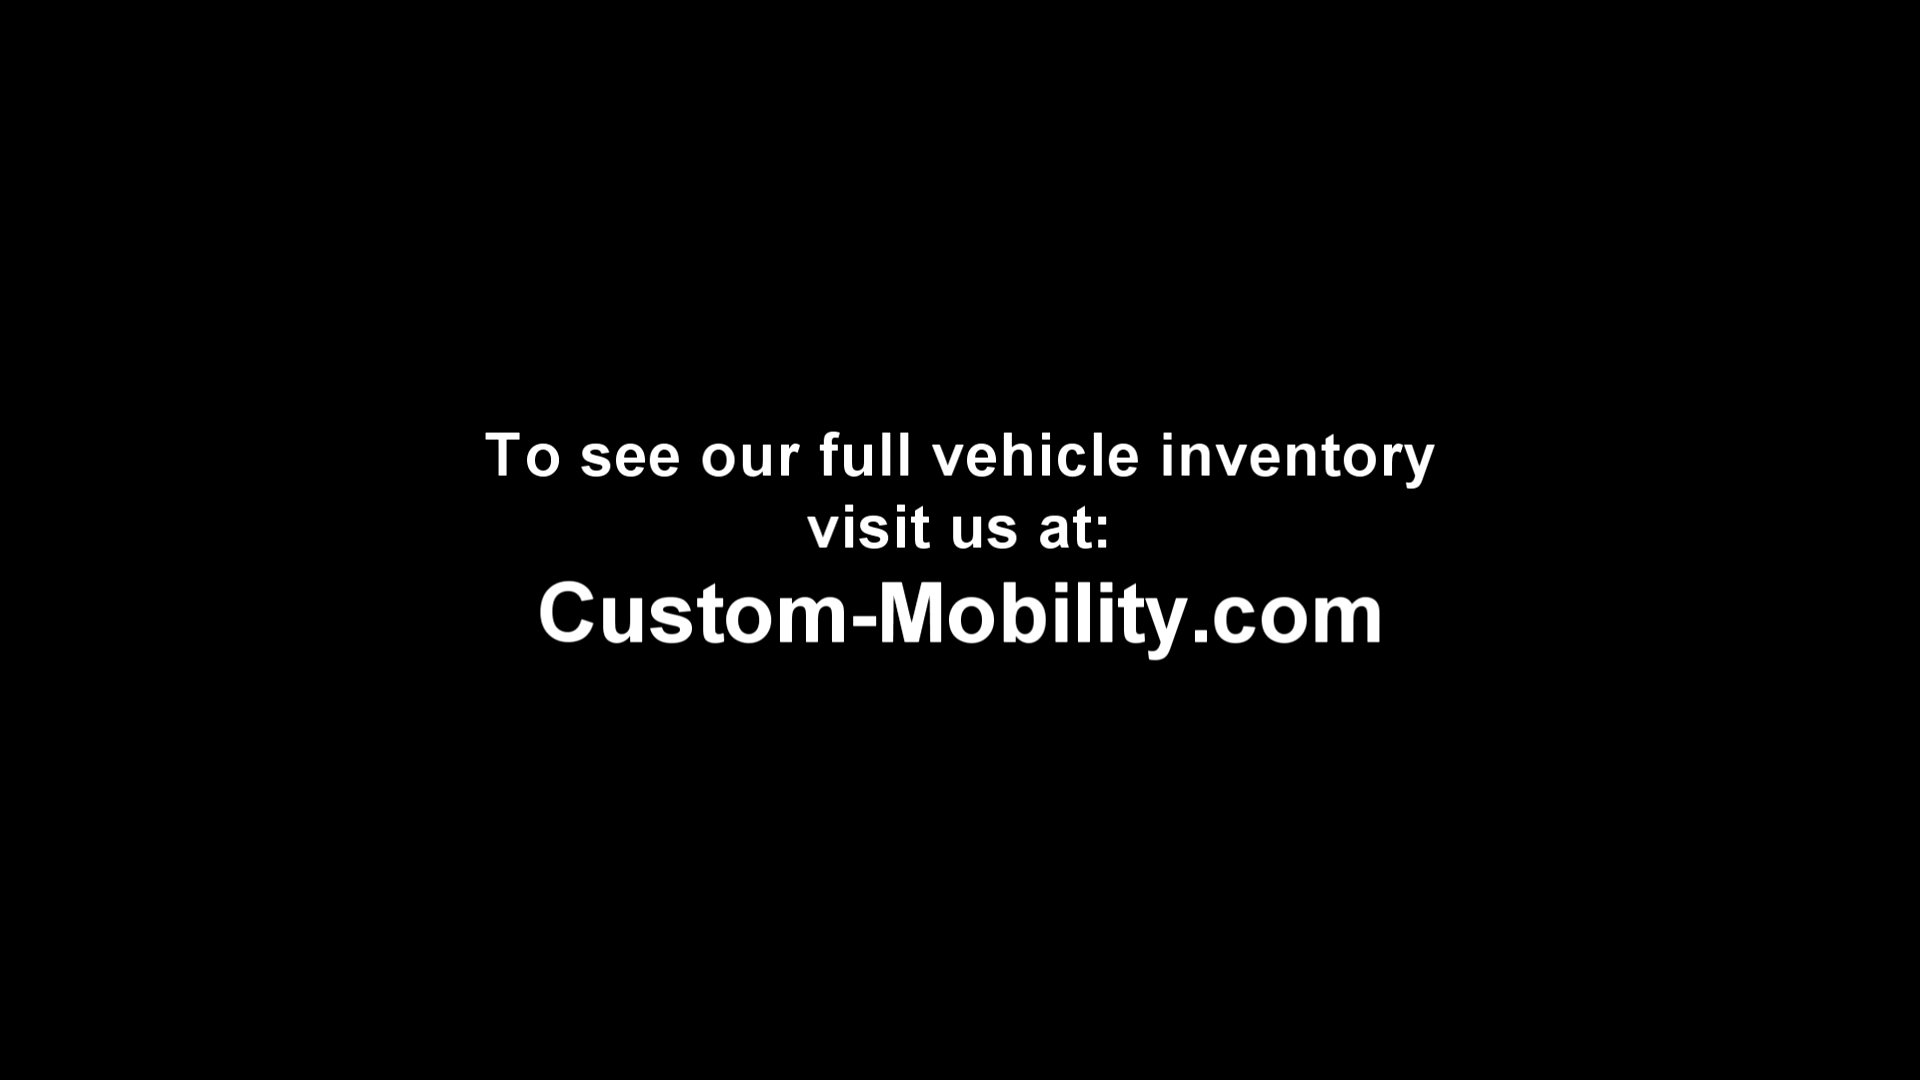 To see our full vehicle inventory
visit us at:
Custom-Mobility.com